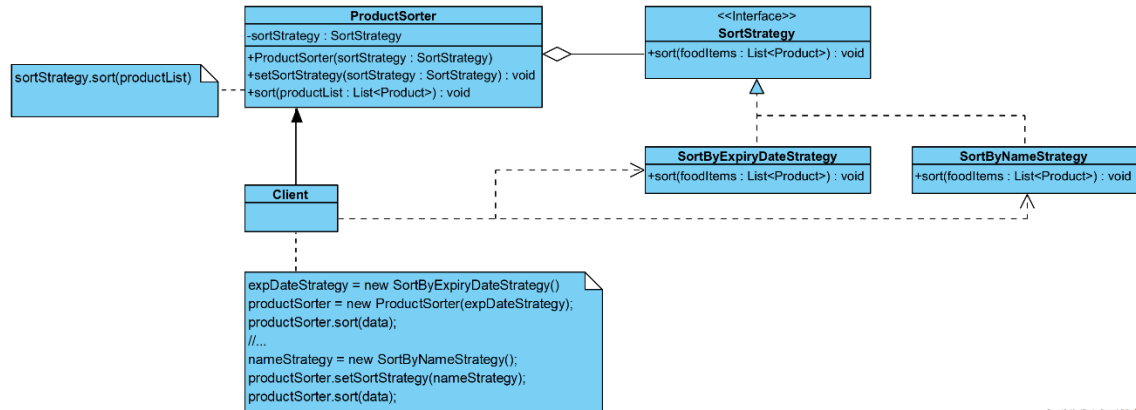 ProductSorter
-sortStrategy : SortStrategy
+ProductSorter(sortStrategy : SortStrategy)
+setSortStrategy(sortStrategy : SortStrategy) : void
+sort(productList : List<Product>) : void
<<Interface>>
SortStrategy
+sort(foodItems : List<Product>) : void
sortStrategy.sort(productList)
SortByExpiryDateStrategy
+sort(foodItems : List<Product>) : void
SortByNameStrategy
+sort(foodItems : List<Product>) : void
Client
expDateStrategy = new SortByExpiryDateStrategy()
productSorter = new ProductSorter(expDateStrategy);
productSorter.sort(data);
//...
nameStrategy = new SortByNameStrategy();
productSorter.setSortStrategy(nameStrategy);
productSorter.sort(data);